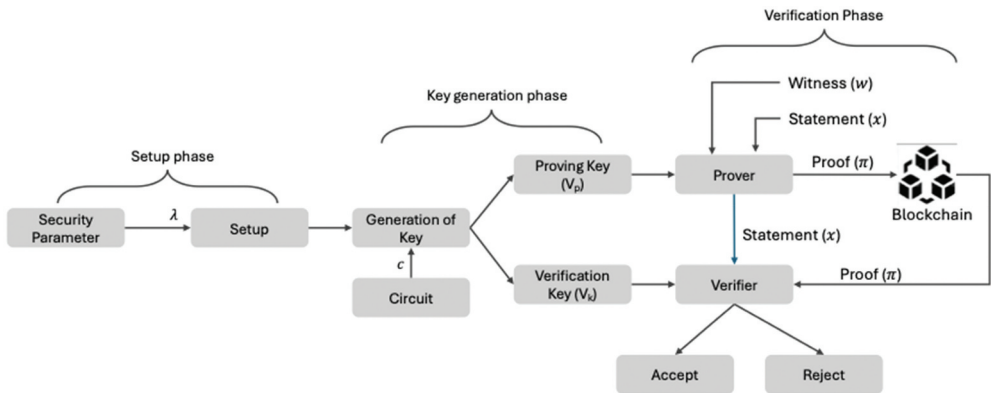 Verification Phase
Key generation phase
Setup phase
Witness (w)
Statement (x)
Proving Key
(Vp)
Prover
Proof (π)
Blockchain
Security
Parameter
λ
Setup
Generation of
Key
Statement (x)
c
Circuit
Verification
Key (Vk)
Verifier
Proof (π)
Accept
Reject